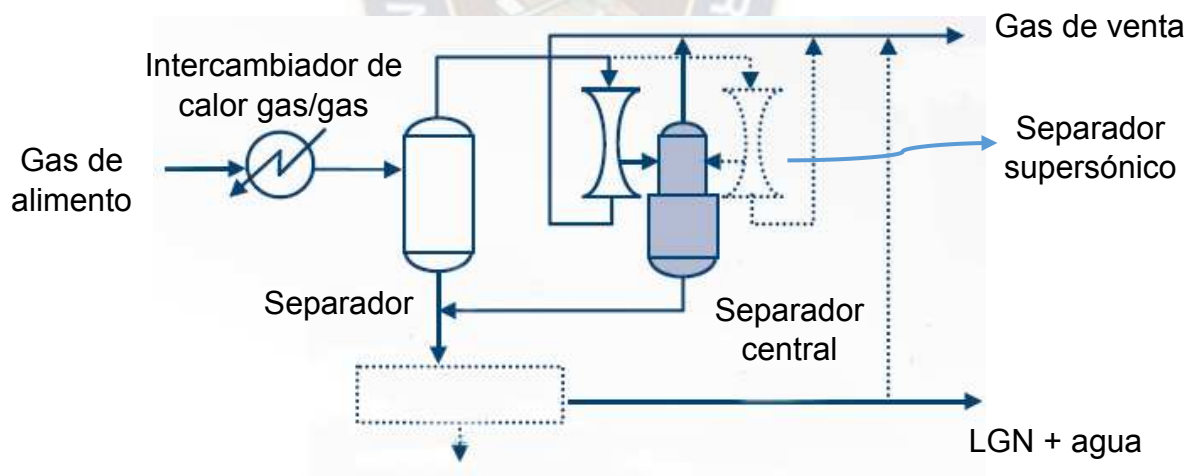 Gas de venta
Intercambiador de
calor gas/gas
Separador
supersónico
Gas de
alimento
Separador
Separador
central
LGN + agua